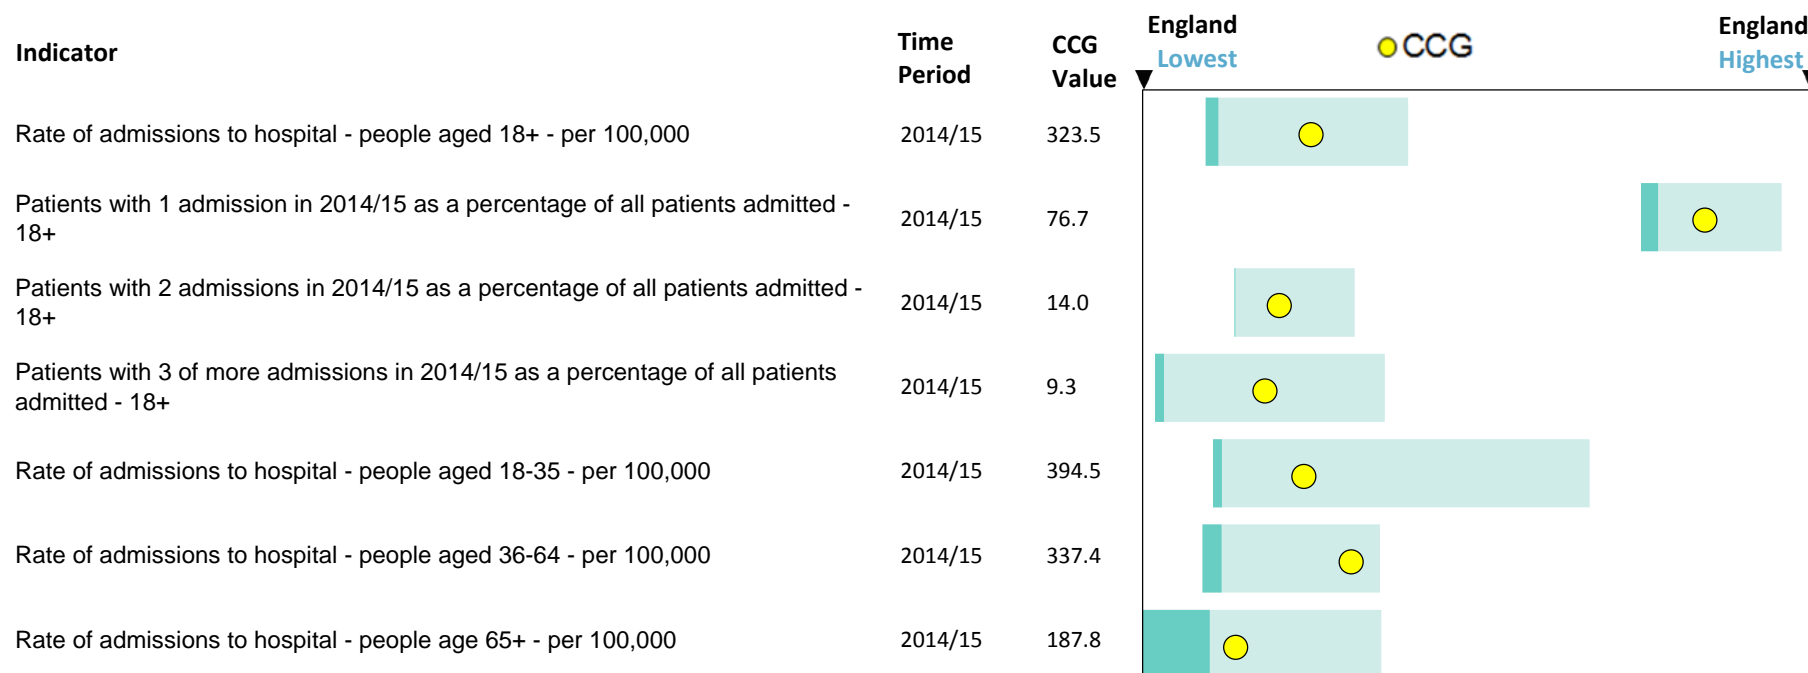 Indicator
Time Period
CCG Value
England Lowest
CCG
England Highest
Rate of admissions to hospital - people aged 18+ - per 100,000
2014/15
323.5
Patients with 1 admission in 2014/15 as a percentage of all patients admitted -
18+
2014/15
76.7
Patients with 2 admissions in 2014/15 as a percentage of all patients admitted -
18+
2014/15
14.0
Patients with 3 of more admissions in 2014/15 as a percentage of all patients
admitted - 18+
2014/15
9.3
Rate of admissions to hospital - people aged 18-35 - per 100,000
2014/15
394.5
Rate of admissions to hospital - people aged 36-64 - per 100,000
2014/15
337.4
Rate of admissions to hospital - people age 65+ - per 100,000
2014/15
187.8